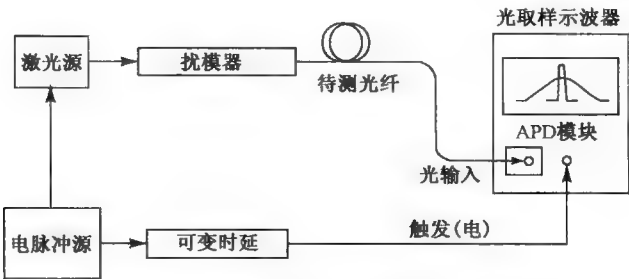 光取样示波器
激光源
扰模器
待测光纤
APD模块
光输入
电脉冲源
可变时延
触发(电)